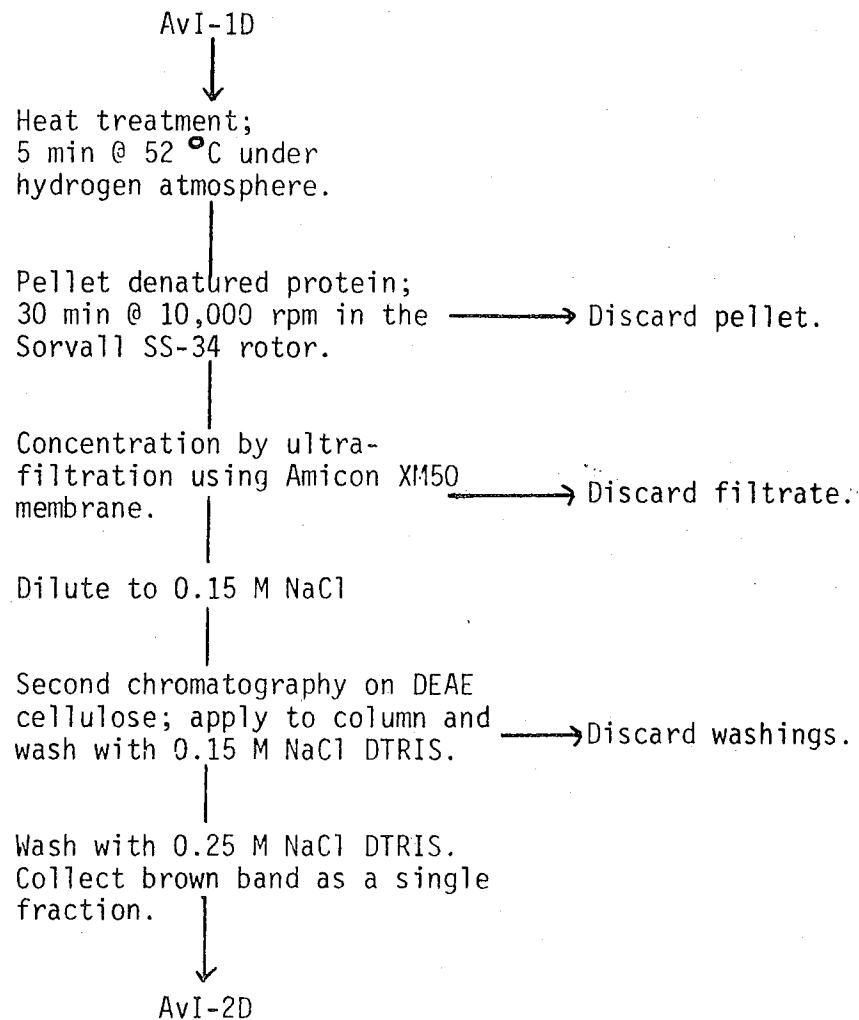 AvI-1D
Heat treatment;
5 min @ 52 °C under
hydrogen atmosphere.
Pellet denatured protein;
30 min @ 10,000 rpm in the
Sorvall SS-34 rotor.
Discard pellet.
Concentration by ultra-
filtration using Amicon XM50
membrane.
Discard filtrate.
Dilute to 0.15 M NaCl
Second chromatography on DEAE
cellulose; apply to column and
wash with 0.15 M NaCl DTRIS.
Discard washings.
Wash with 0.25 M NaCl DTRIS.
Collect brown band as a single
fraction.
AvI-2D